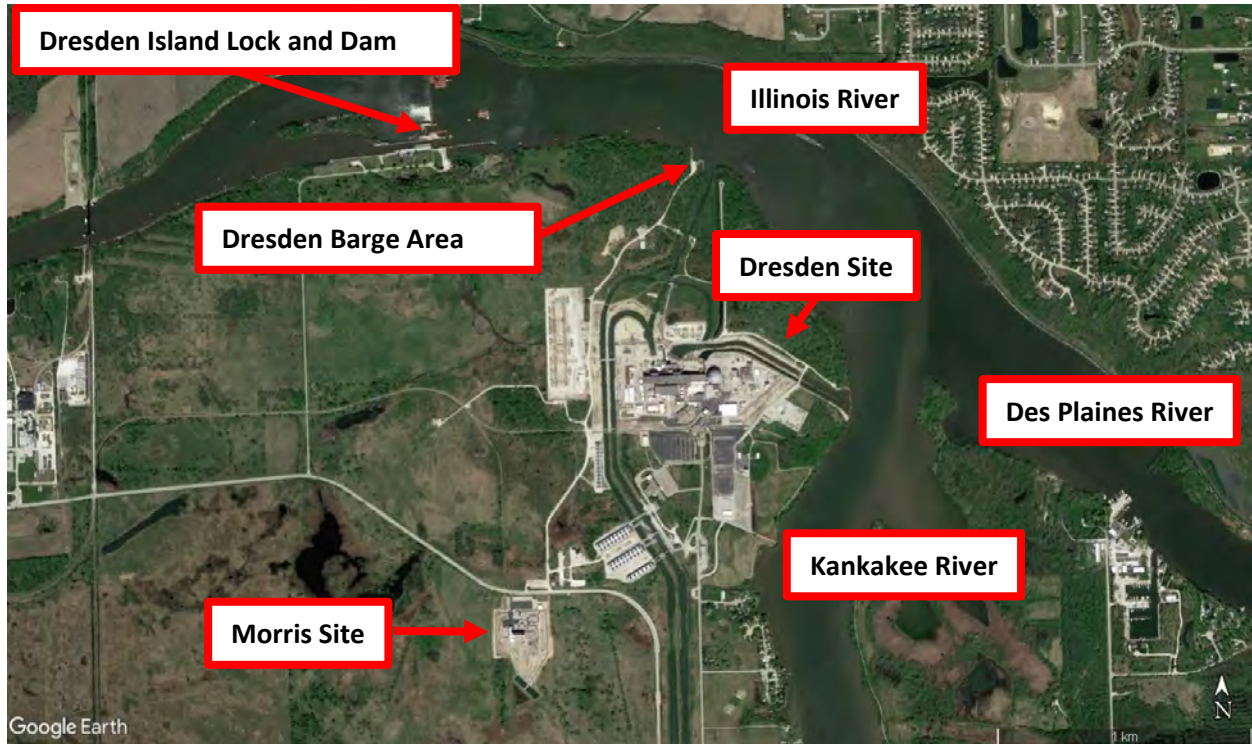 Dresden Island Lock and Dam
Illinois River
Dresden Barge Area
Dresden Site
Des Plaines River
Kankakee River
Morris Site
N
Google Earth
1 km